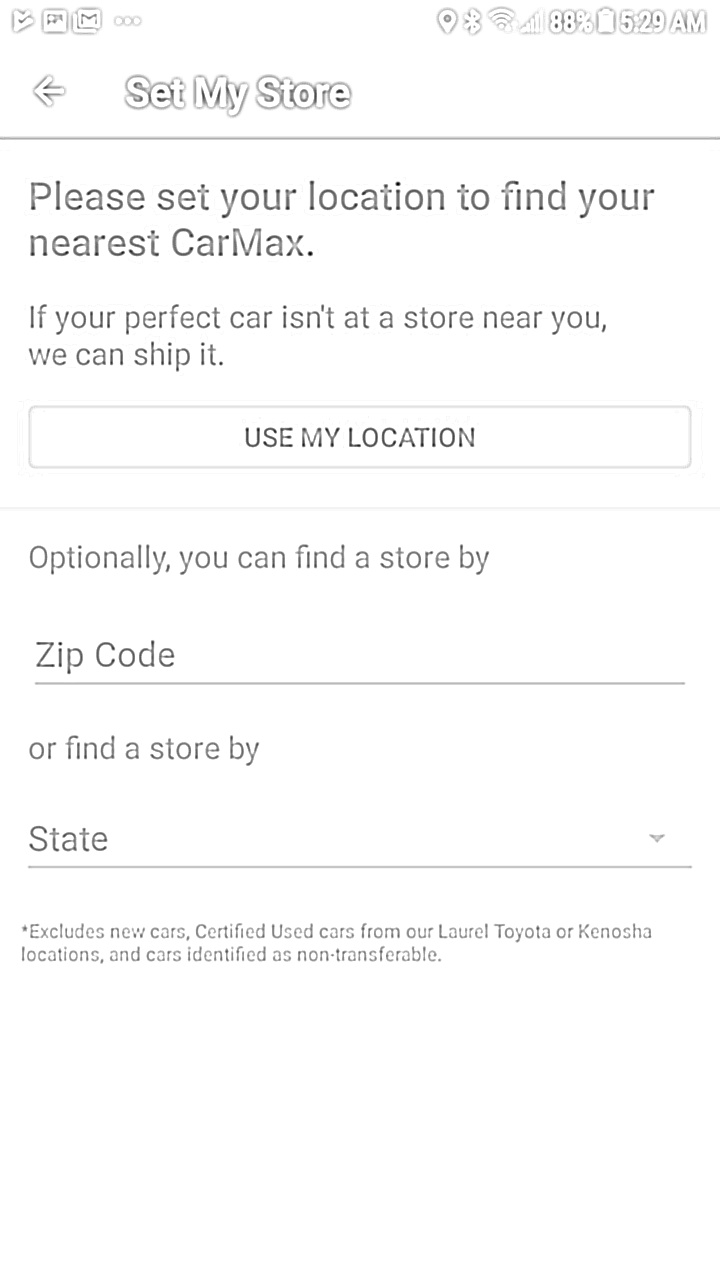 88% 5:29 AM
Set My Store
Please set your location to find your
nearest CarMax.
If your perfect car isn't at a store near you,
we can ship it.
USE MY LOCATION
Optionally, you can find a store by
Zip Code
or find a store by
State
*Excludes new cars, Certified Used cars from our Laurel Toyota or Kenosha
locations, and cars identified as non-transferable.